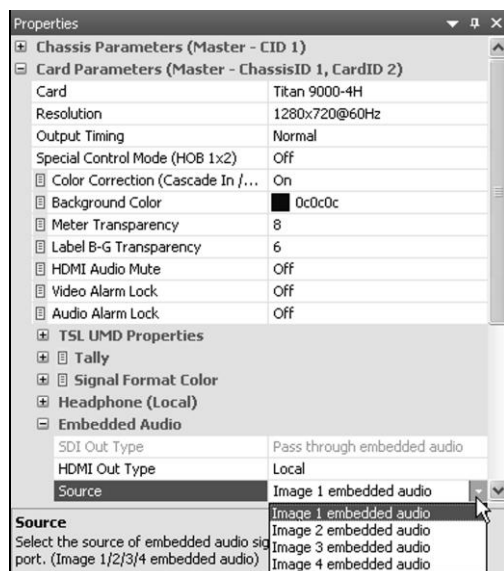 Properties
Chassis Parameters (Master - CID 1)
Card Parameters (Master - ChassisID 1, CardID 2)
Card Titan 9000-4H
Resolution 1280x720@60Hz
Output Timing Normal
Special Control Mode (HOB 1x2) Off
Color Correction (Cascade In /... On
Background Color 0c0c0c
Meter Transparency 8
Label B-G Transparency 6
HDMI Audio Mute Off
Video Alarm Lock Off
Audio Alarm Lock Off
TSL UMD Properties
Tally
Signal Format Color
Headphone (Local)
Embedded Audio
SDI Out Type Pass through embedded audio
HDMI Out Type Local
Source Image 1 embedded audio
Image 1 embedded audio
Image 2 embedded audio
Image 3 embedded audio
Image 4 embedded audio
Source
Select the source of embedded audio sig
port. (Image 1/2/3/4 embedded audio)